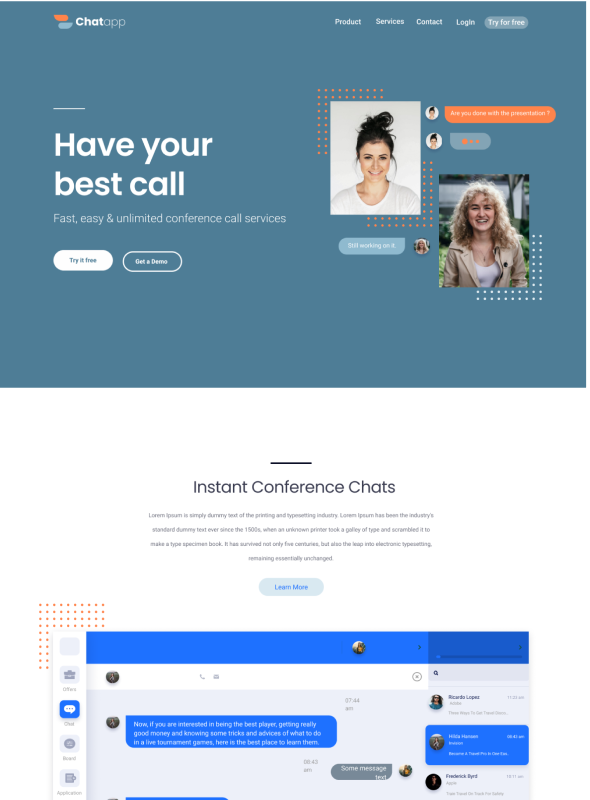 Chatapp
Product Services Contact Login Try for free
Are you done with the presentation ?
Have your
best call
Fast, easy & unlimited conference call services
Still working on it.
Try it free
Get a Demo
Instant Conference Chats
Lorem Ipsum is simply dummy text of the printing and typesetting industry. Lorem Ipsum has been the industry's
standard dummy text ever since the 1500s, when an unknown printer took a galley of type and scrambled it to
make a type specimen book. It has survived not only five centuries, but also the leap into electronic typesetting,
remaining essentially unchanged.
Learn More
Offers
Chat
Board
Application
07:44
am
Now, if you are interested in being the best player, getting really
good money and knowing some tricks and advices of what to do
in a live tournament games, here is the best place to learn them.
08:45
am
Some message
text
Ricardo Lopez
11:23 am
Adobe
Three Ways To Get Travel Disco...
Hilda Hansen
09:45 am
Invision
Become A Travel Pro In One Eas..
Frederick Byrd
10:11 am
Apple
Train Travel On Track For Safety